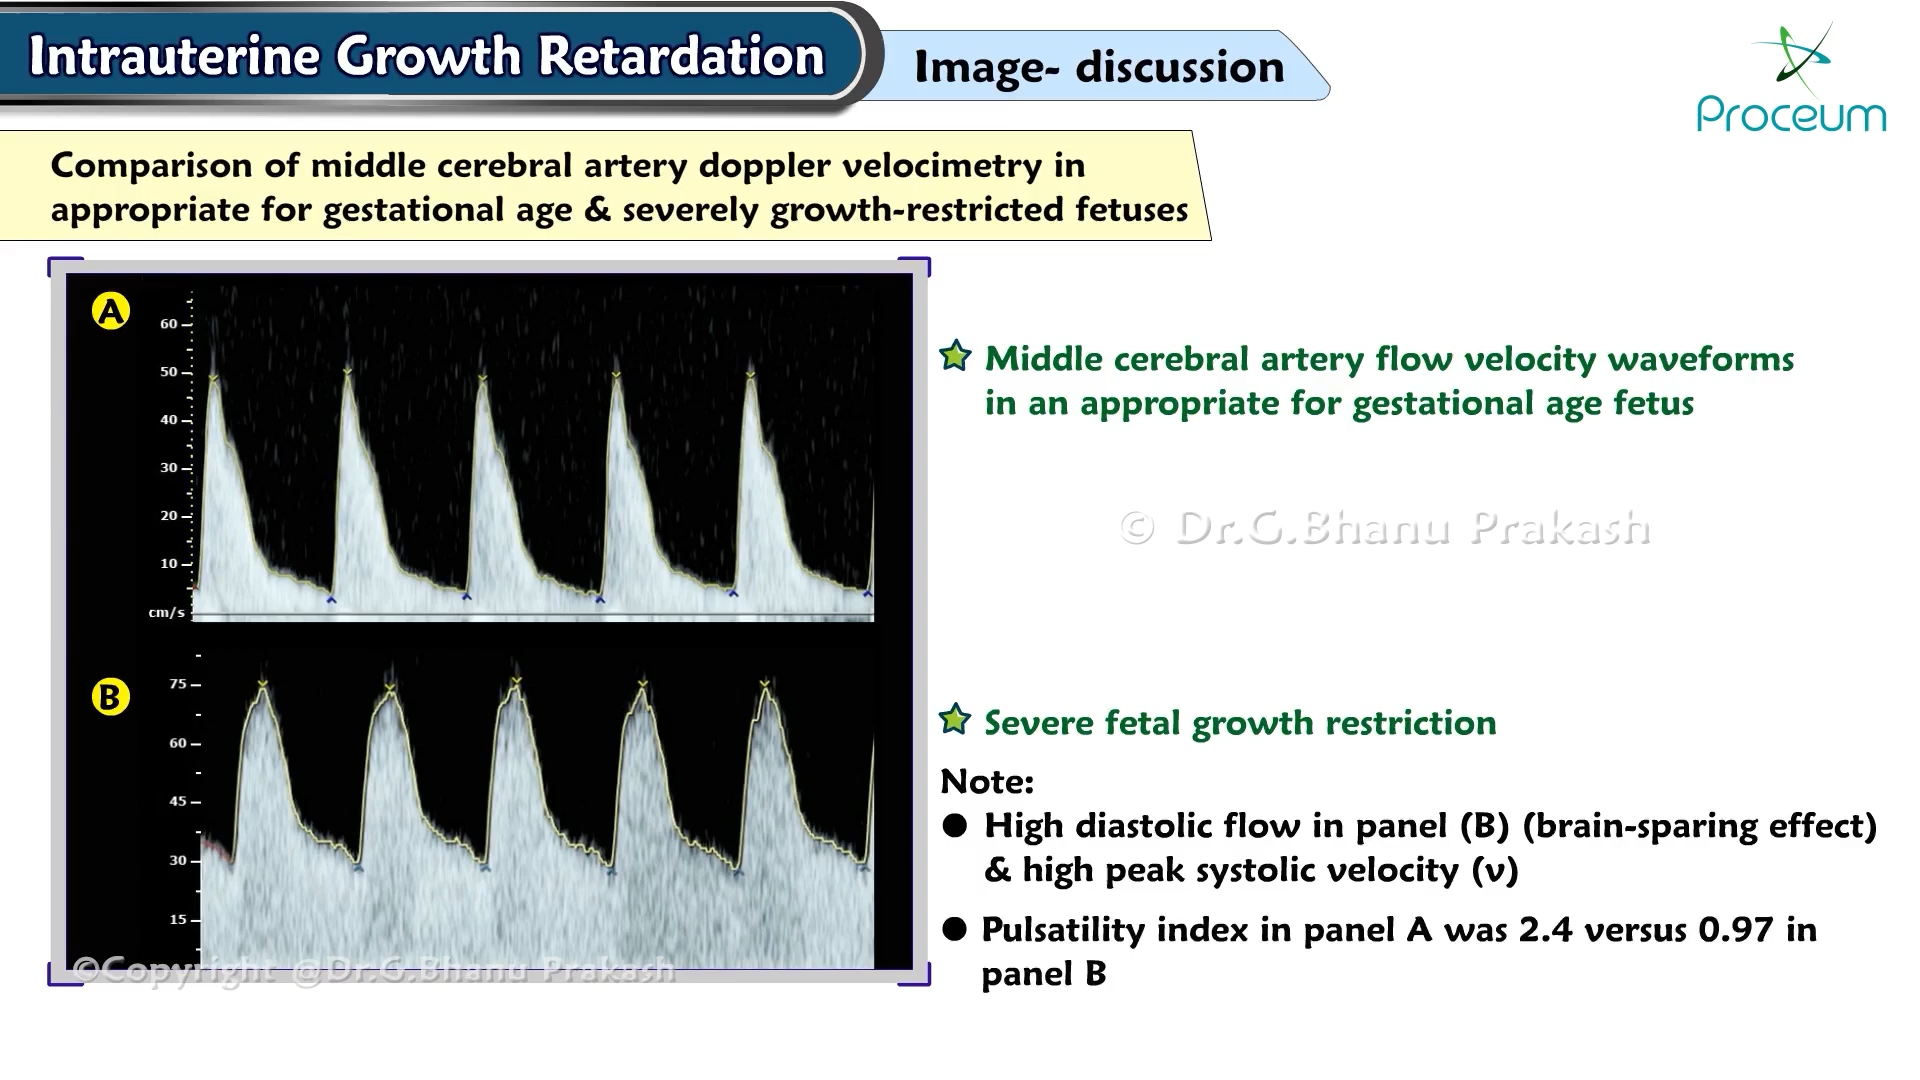 Intrauterine Growth Retardation
Image- discussion
Proceum
Comparison of middle cerebral artery doppler velocimetry in
appropriate for gestational age & severely growth-restricted fetuses
A
60
50
40
30
20
10
cm/s
Middle cerebral artery flow velocity waveforms
in an appropriate for gestational age fetus
© Dr.G.Bhanu Prakash
B
75
60
45
30
15
Severe fetal growth restriction
Note:
● High diastolic flow in panel (B) (brain-sparing effect)
& high peak systolic velocity (v)
● Pulsatility index in panel A was 2.4 versus 0.97 in
panel B
©Copyright @Dr.G.Bhanu Prakash